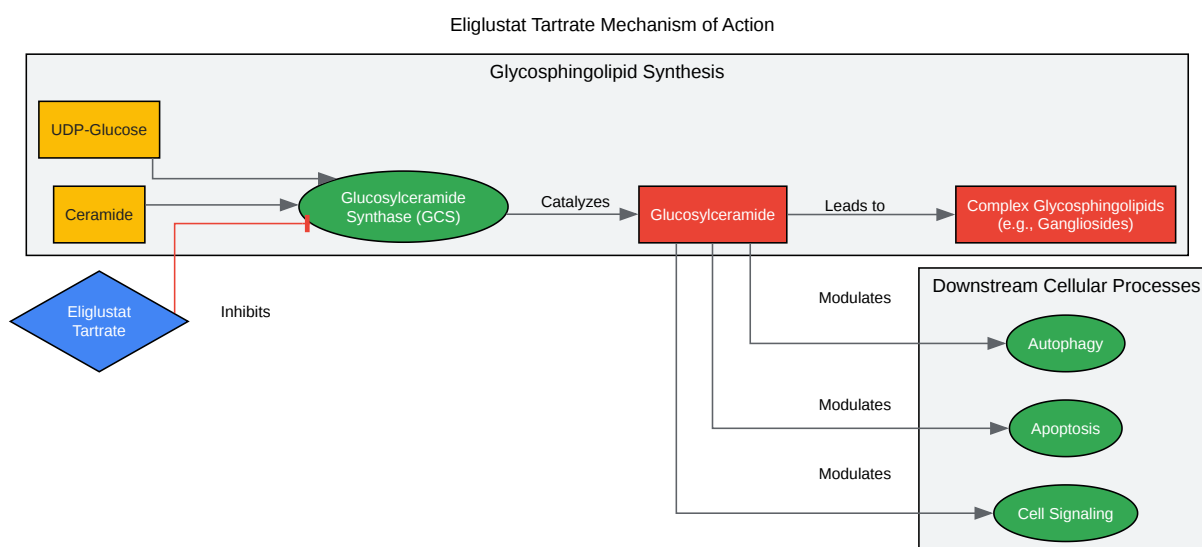 Eliglustat Tartrate Mechanism of Action
Glycosphingolipid Synthesis
UDP-Glucose
Ceramide
Glucosylceramide
Synthase (GCS)
Catalyzes
Glucosylceramide
Leads to
Complex Glycosphingolipids
(e.g., Gangliosides)
Eliglustat
Tartrate
Inhibits
Downstream Cellular Processes
Modulates
Autophagy
Modulates
Apoptosis
Modulates
Cell Signaling